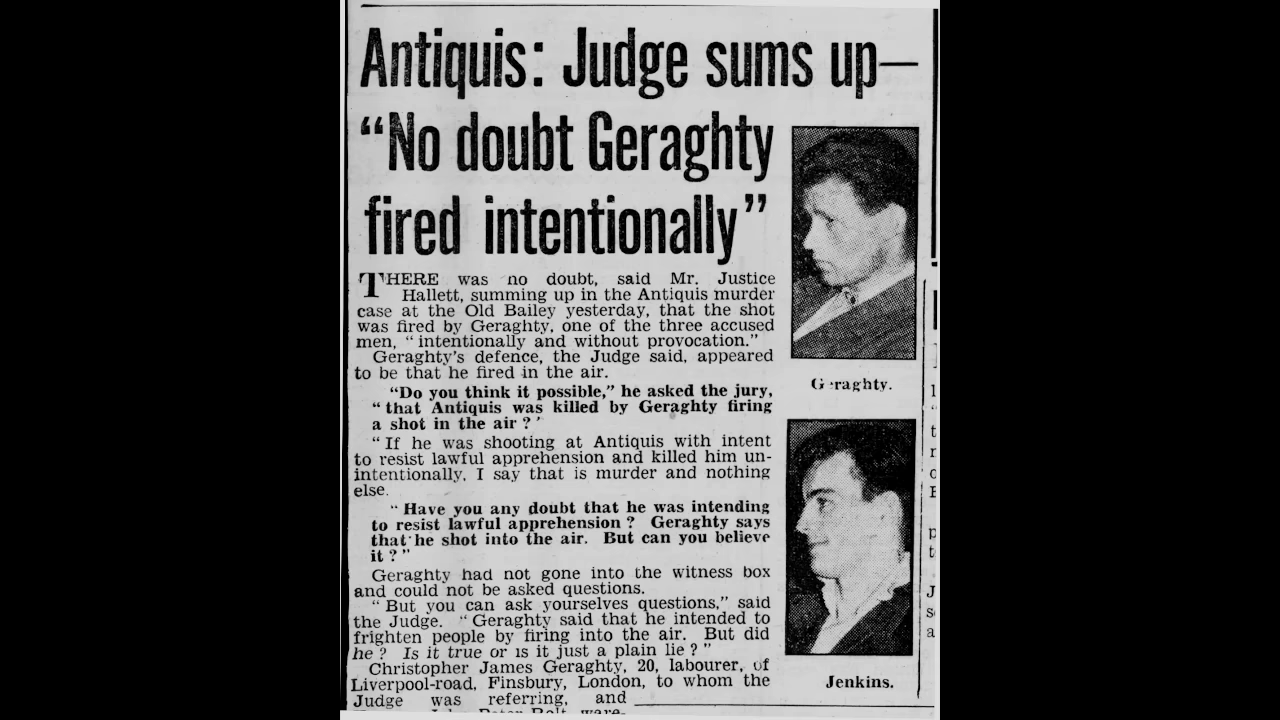 Antiquis: Judge sums up—
“No doubt Geraghty
fired intentionally”
THERE was no doubt, said Mr. Justice
Hallett, summing up in the Antiquis murder
case at the Old Bailey yesterday, that the shot
was fired by Geraghty, one of the three accused
men, “ intentionally and without provocation.”
Geraghty’s defence, the Judge said, appeared
to be that he fired in the air.
“Do you think it possible,” he asked the jury,
“ that Antiquis was killed by Geraghty firing
a shot in the air ? ’
“ If he was shooting at Antiquis with intent
to resist lawful apprehension and killed him un-
intentionally, I say that is murder and nothing
else.
“ Have you any doubt that he was intending
to resist lawful apprehension ? Geraghty says
that he shot into the air. But can you believe
it ? ”
Geraghty had not gone into the witness box
and could not be asked questions.
“ But you can ask yourselves questions,” said
the Judge. “ Geraghty said that he intended to
frighten people by firing into the air. But did
he ? Is it true or is it just a plain lie ? ”
Christopher James Geraghty, 20, labourer, of
Liverpool-road, Finsbury, London, to whom the
Judge was referring, and
Geraghty.
Jenkins.